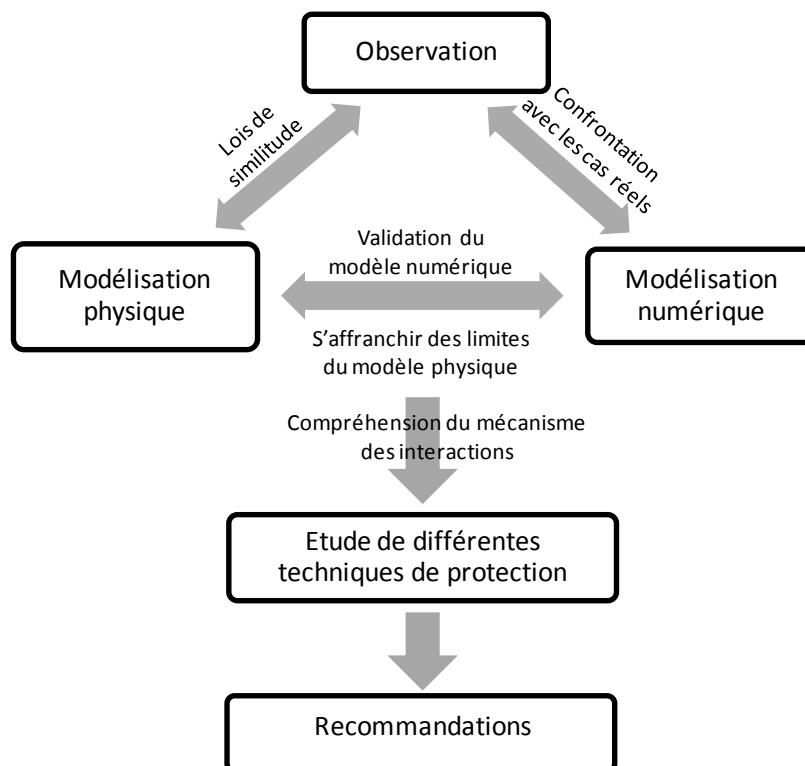 Observation
Lois de
similitude
Confrontation
avec les cas réels
Modélisation
physique
Validation du
modèle numérique
Modélisation
numérique
S'affranchir des limites
du modèle physique
Compréhension du mécanisme
des interactions
Etude de différentes
techniques de protection
Recommandations